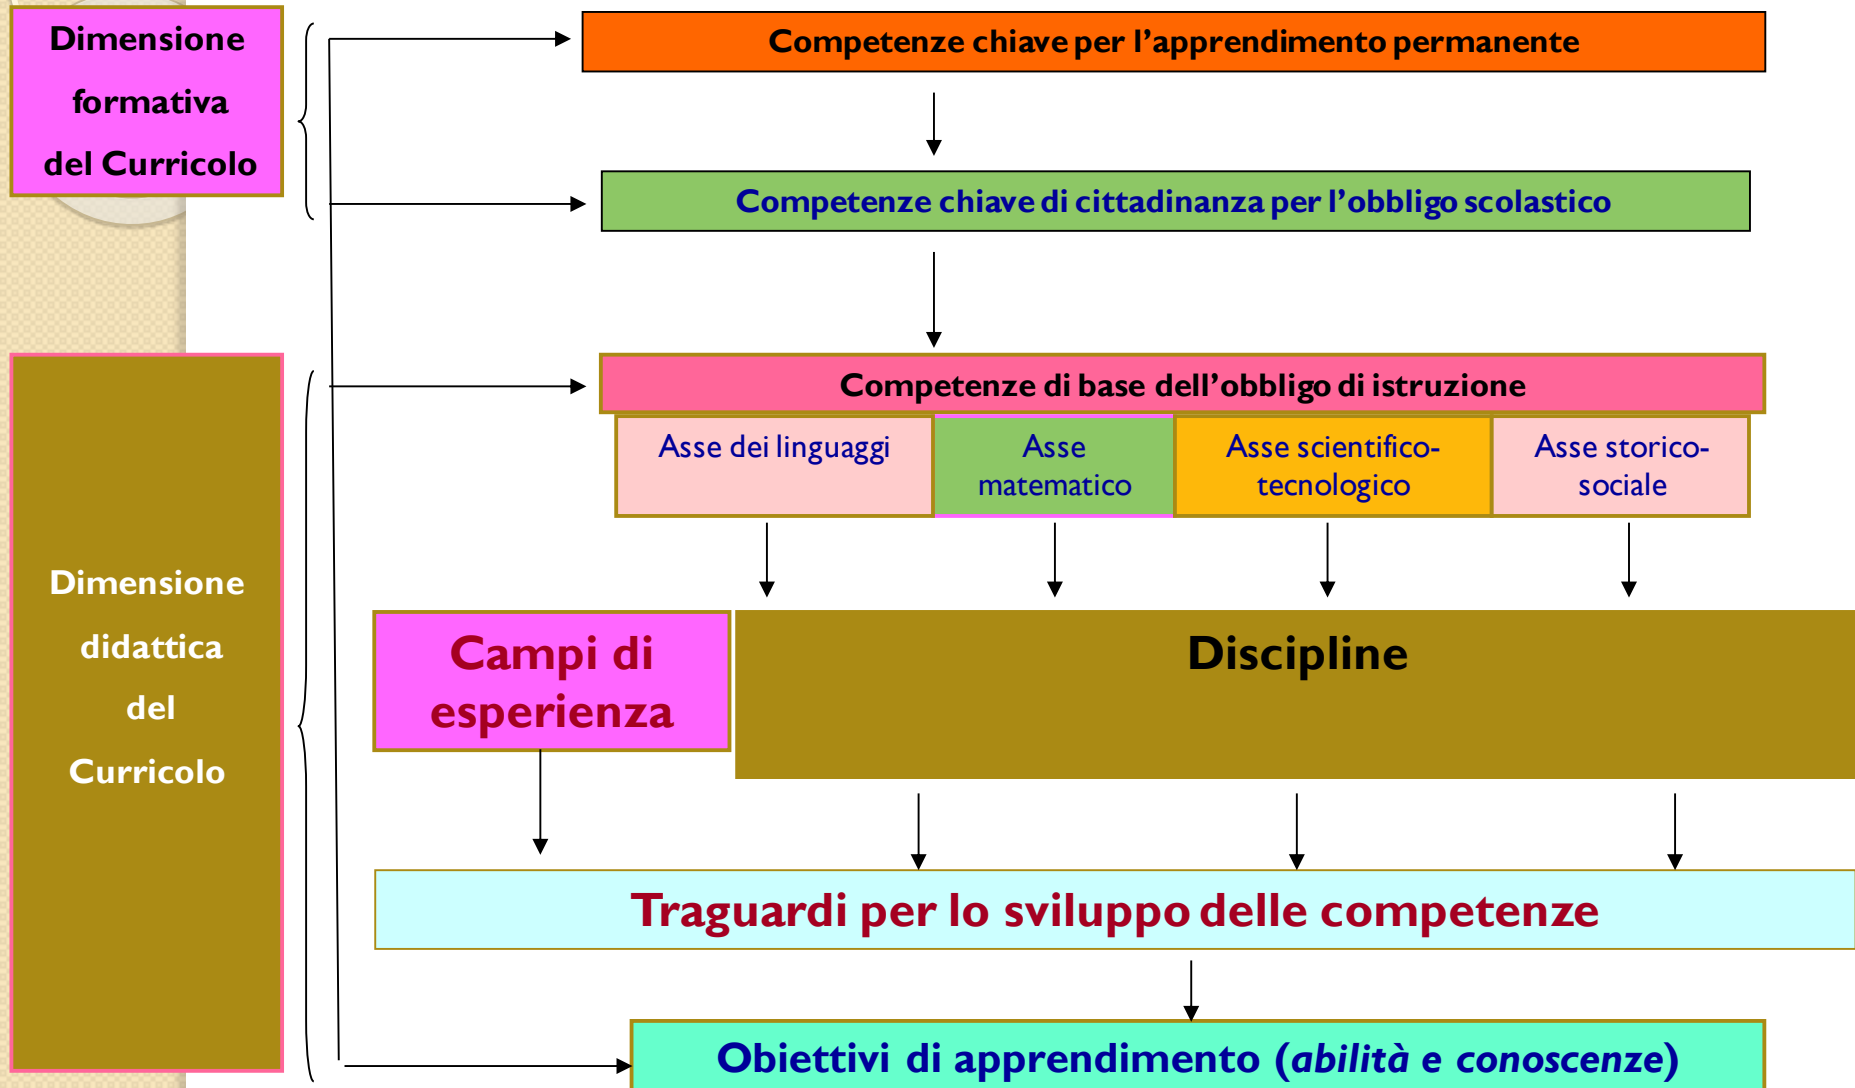 Dimensione
formativa
del Curricolo
Competenze chiave per l’apprendimento permanente
Competenze chiave di cittadinanza per l’obbligo scolastico
Dimensione
didattica
del
Curricolo
Competenze di base dell’obbligo di istruzione
Asse dei linguaggi
Asse
matematico
Asse scientifico-
tecnologico
Asse storico-
sociale
Campi di
esperienza
Discipline
Traguardi per lo sviluppo delle competenze
Obiettivi di apprendimento (abilità e conoscenze)